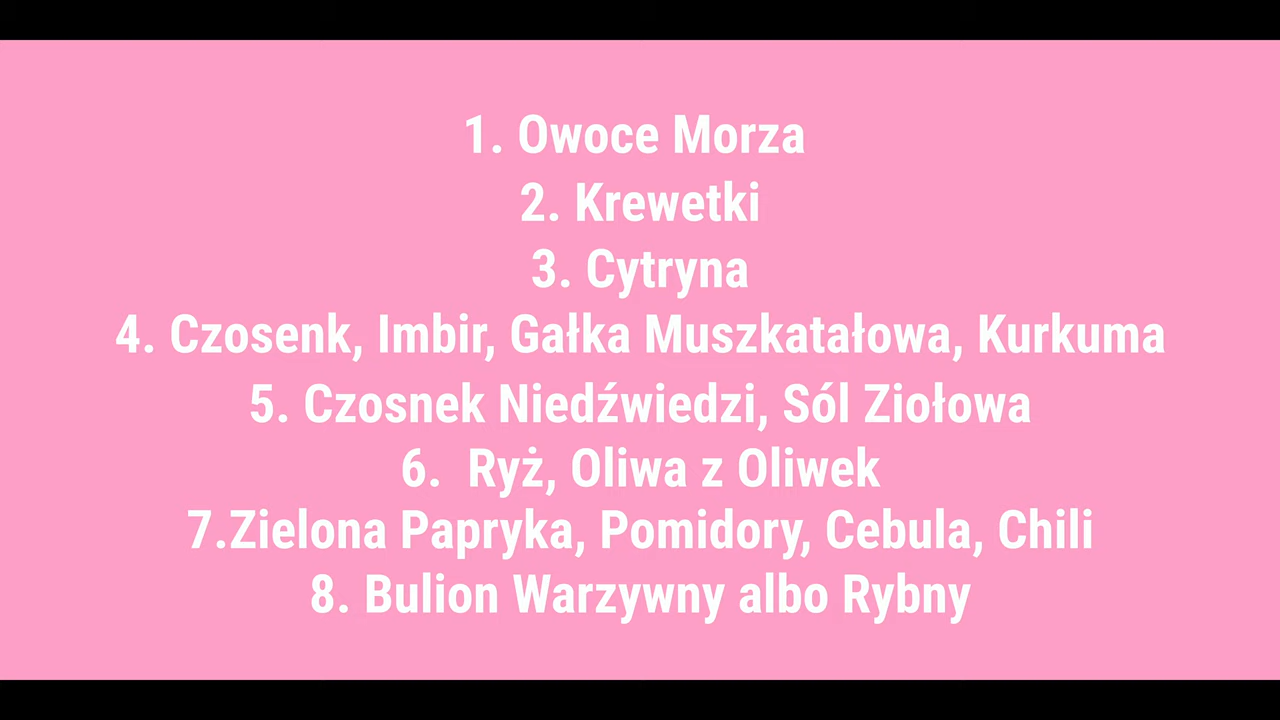 1. Owoce Morza
2. Krewetki
3. Cytryna
4. Czosenk, Imbir, Gałka Muszkatałowa, Kurkuma
5. Czosnek Niedźwiedzi, Sól Ziołowa
6.  Ryż, Oliwa z Oliwek
7.Zielona Papryka, Pomidory, Cebula, Chili
8. Bulion Warzywny albo Rybny